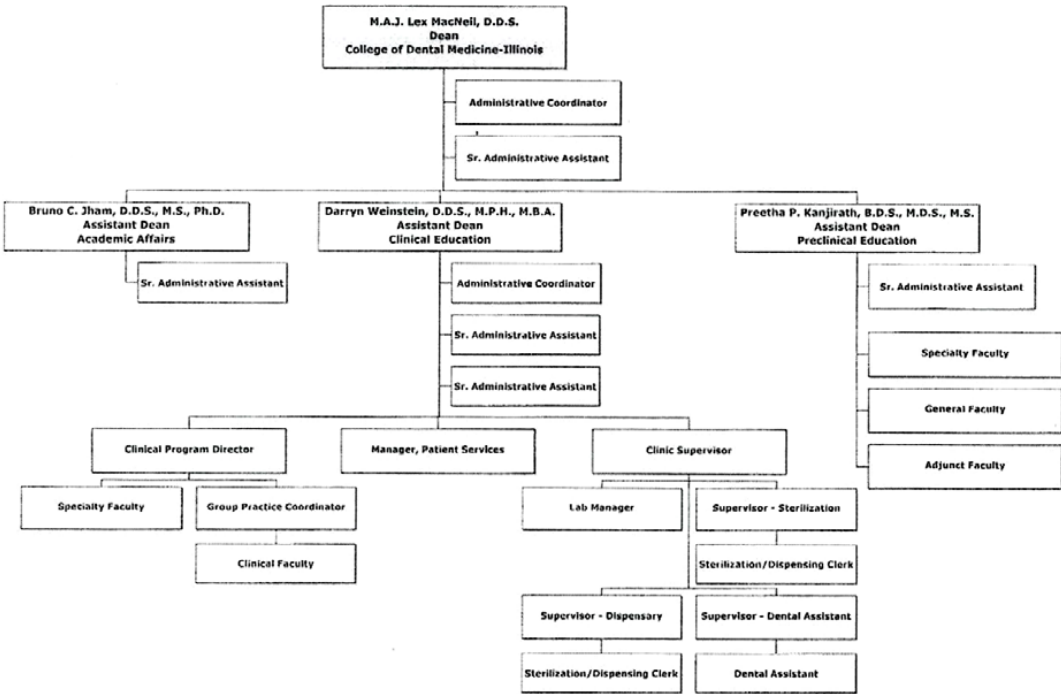 M.A.J. Lex MacNeil, D.D.S.
Dean
College of Dental Medicine-Illinois
Administrative Coordinator
Sr. Administrative Assistant
Bruno C. Jham, D.D.S., M.S., Ph.D.
Assistant Dean
Academic Affairs
Sr. Administrative Assistant
Darryn Weinstein, D.D.S., M.P.H., M.B.A.
Assistant Dean
Clinical Education
Administrative Coordinator
Sr. Administrative Assistant
Sr. Administrative Assistant
Preetha P. Kanjirath, B.D.S., M.D.S., M.S.
Assistant Dean
Preclinical Education
Sr. Administrative Assistant
Specialty Faculty
General Faculty
Adjunct Faculty
Clinical Program Director
Manager, Patient Services
Clinic Supervisor
Specialty Faculty
Group Practice Coordinator
Clinical Faculty
Lab Manager
Supervisor - Sterilization
Sterilization/Dispensing Clerk
Supervisor - Dispensary
Supervisor - Dental Assistant
Sterilization/Dispensing Clerk
Dental Assistant